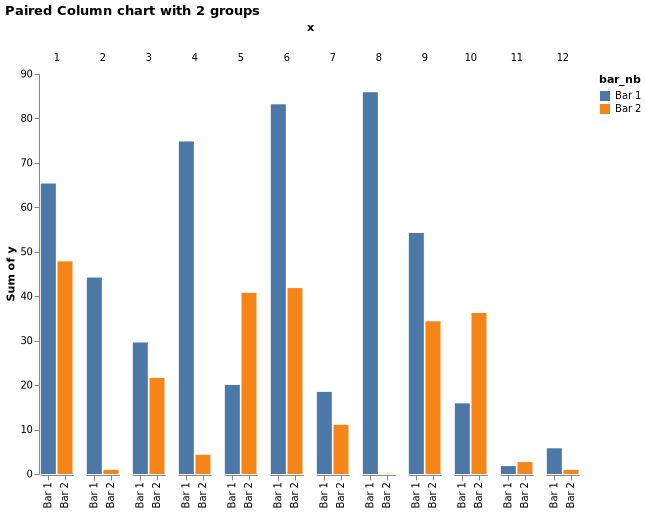 Paired Column chart with 2 groups
x
1 2 3 4 5 6 7 8 9 10 11 12
90
80
70
60
50
40
30
20
10
0
Sum of y
Bar 1 Bar 2 Bar 1 Bar 2 Bar 1 Bar 2 Bar 1 Bar 2 Bar 1 Bar 2 Bar 1 Bar 2 Bar 1 Bar 2 Bar 1 Bar 2 Bar 1 Bar 2 Bar 1 Bar 2 Bar 1 Bar 2 Bar 1 Bar 2
bar_nb
Bar 1
Bar 2